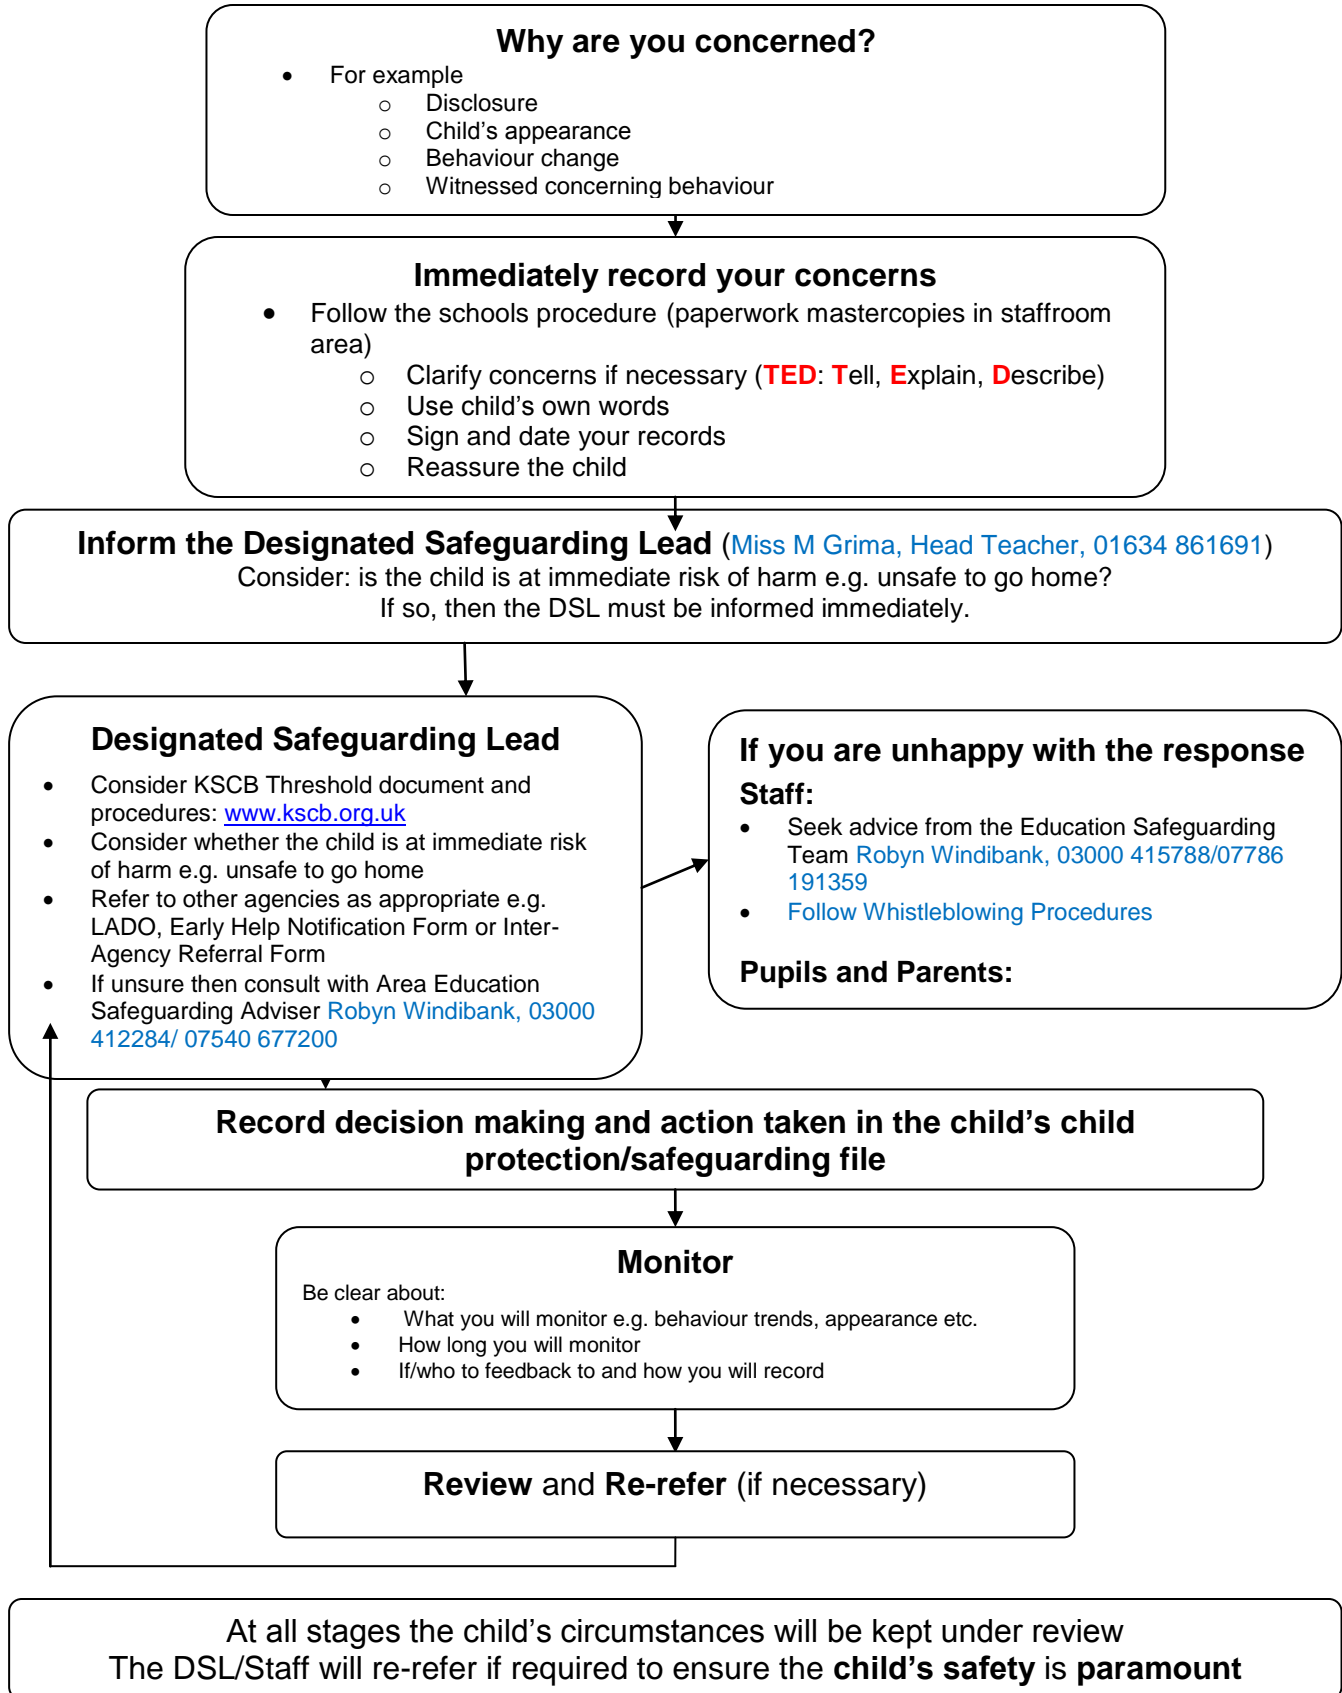 Why are you concerned?
• For example
o Disclosure
o Child's appearance
o Behaviour change
o Witnessed concerning behaviour
Immediately record your concerns
• Follow the schools procedure (paperwork mastercopies in staffroom
area)
o Clarify concerns if necessary (TED: Tell, Explain, Describe)
o Use child's own words
o Sign and date your records
o Reassure the child
Inform the Designated Safeguarding Lead (Miss M Grima, Head Teacher, 01634 861691)
Consider: is the child is at immediate risk of harm e.g. unsafe to go home?
If so, then the DSL must be informed immediately.
Designated Safeguarding Lead
• Consider KSCB Threshold document and
procedures: www.kscb.org.uk
• Consider whether the child is at immediate risk
of harm e.g. unsafe to go home
• Refer to other agencies as appropriate e.g.
LADO, Early Help Notification Form or Inter-
Agency Referral Form
• If unsure then consult with Area Education
Safeguarding Adviser Robyn Windibank, 03000
412284/ 07540 677200
If you are unhappy with the response
Staff:
• Seek advice from the Education Safeguarding
Team Robyn Windibank, 03000 415788/07786
191359
• Follow Whistleblowing Procedures
Pupils and Parents:
Record decision making and action taken in the child's child
protection/safeguarding file
Monitor
Be clear about:
• What you will monitor e.g. behaviour trends, appearance etc.
• How long you will monitor
• If/who to feedback to and how you will record
Review and Re-refer (if necessary)
At all stages the child's circumstances will be kept under review
The DSL/Staff will re-refer if required to ensure the child's safety is paramount